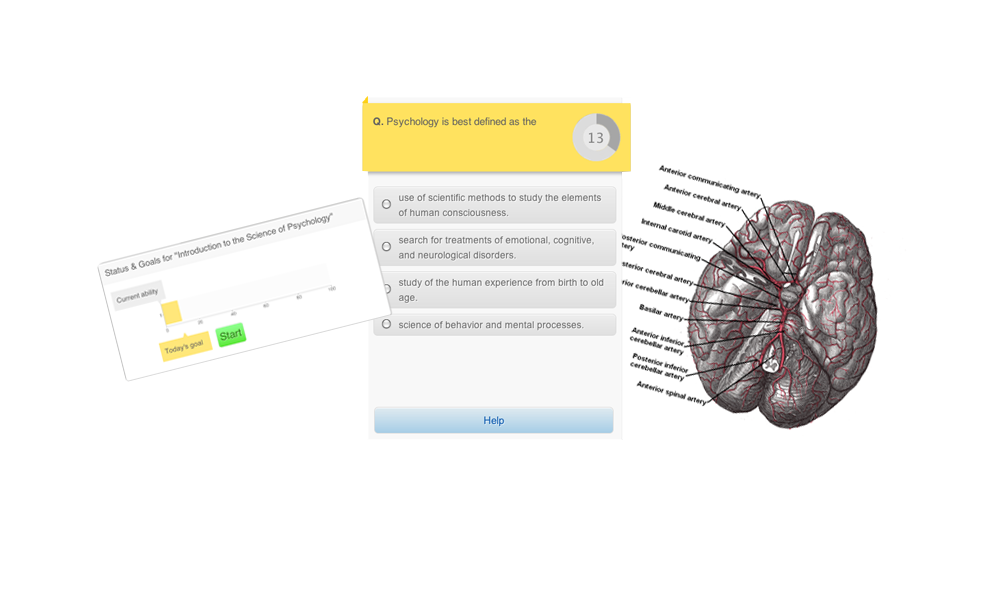 Q. Psychology is best defined as the
13
use of scientific methods to study the elements
of human consciousness.
search for treatments of emotional, cognitive,
and neurological disorders.
study of the human experience from birth to old
age.
science of behavior and mental processes.
Help
Status & Goals for "Introduction to the Science of Psychology"
Current ability
0
20
40
60
80
100
Today's goal
Start
Anterior communicating artery
Anterior cerebral artery
Middle cerebral artery
Internal carotid artery
osterior communicating
tery
sterior cerebral artery
rior cerebellar artery
Basilar artery
Anterior inferior
cerebellar artery
Posterior inferior
cerebellar artery
Anterior spinal artery